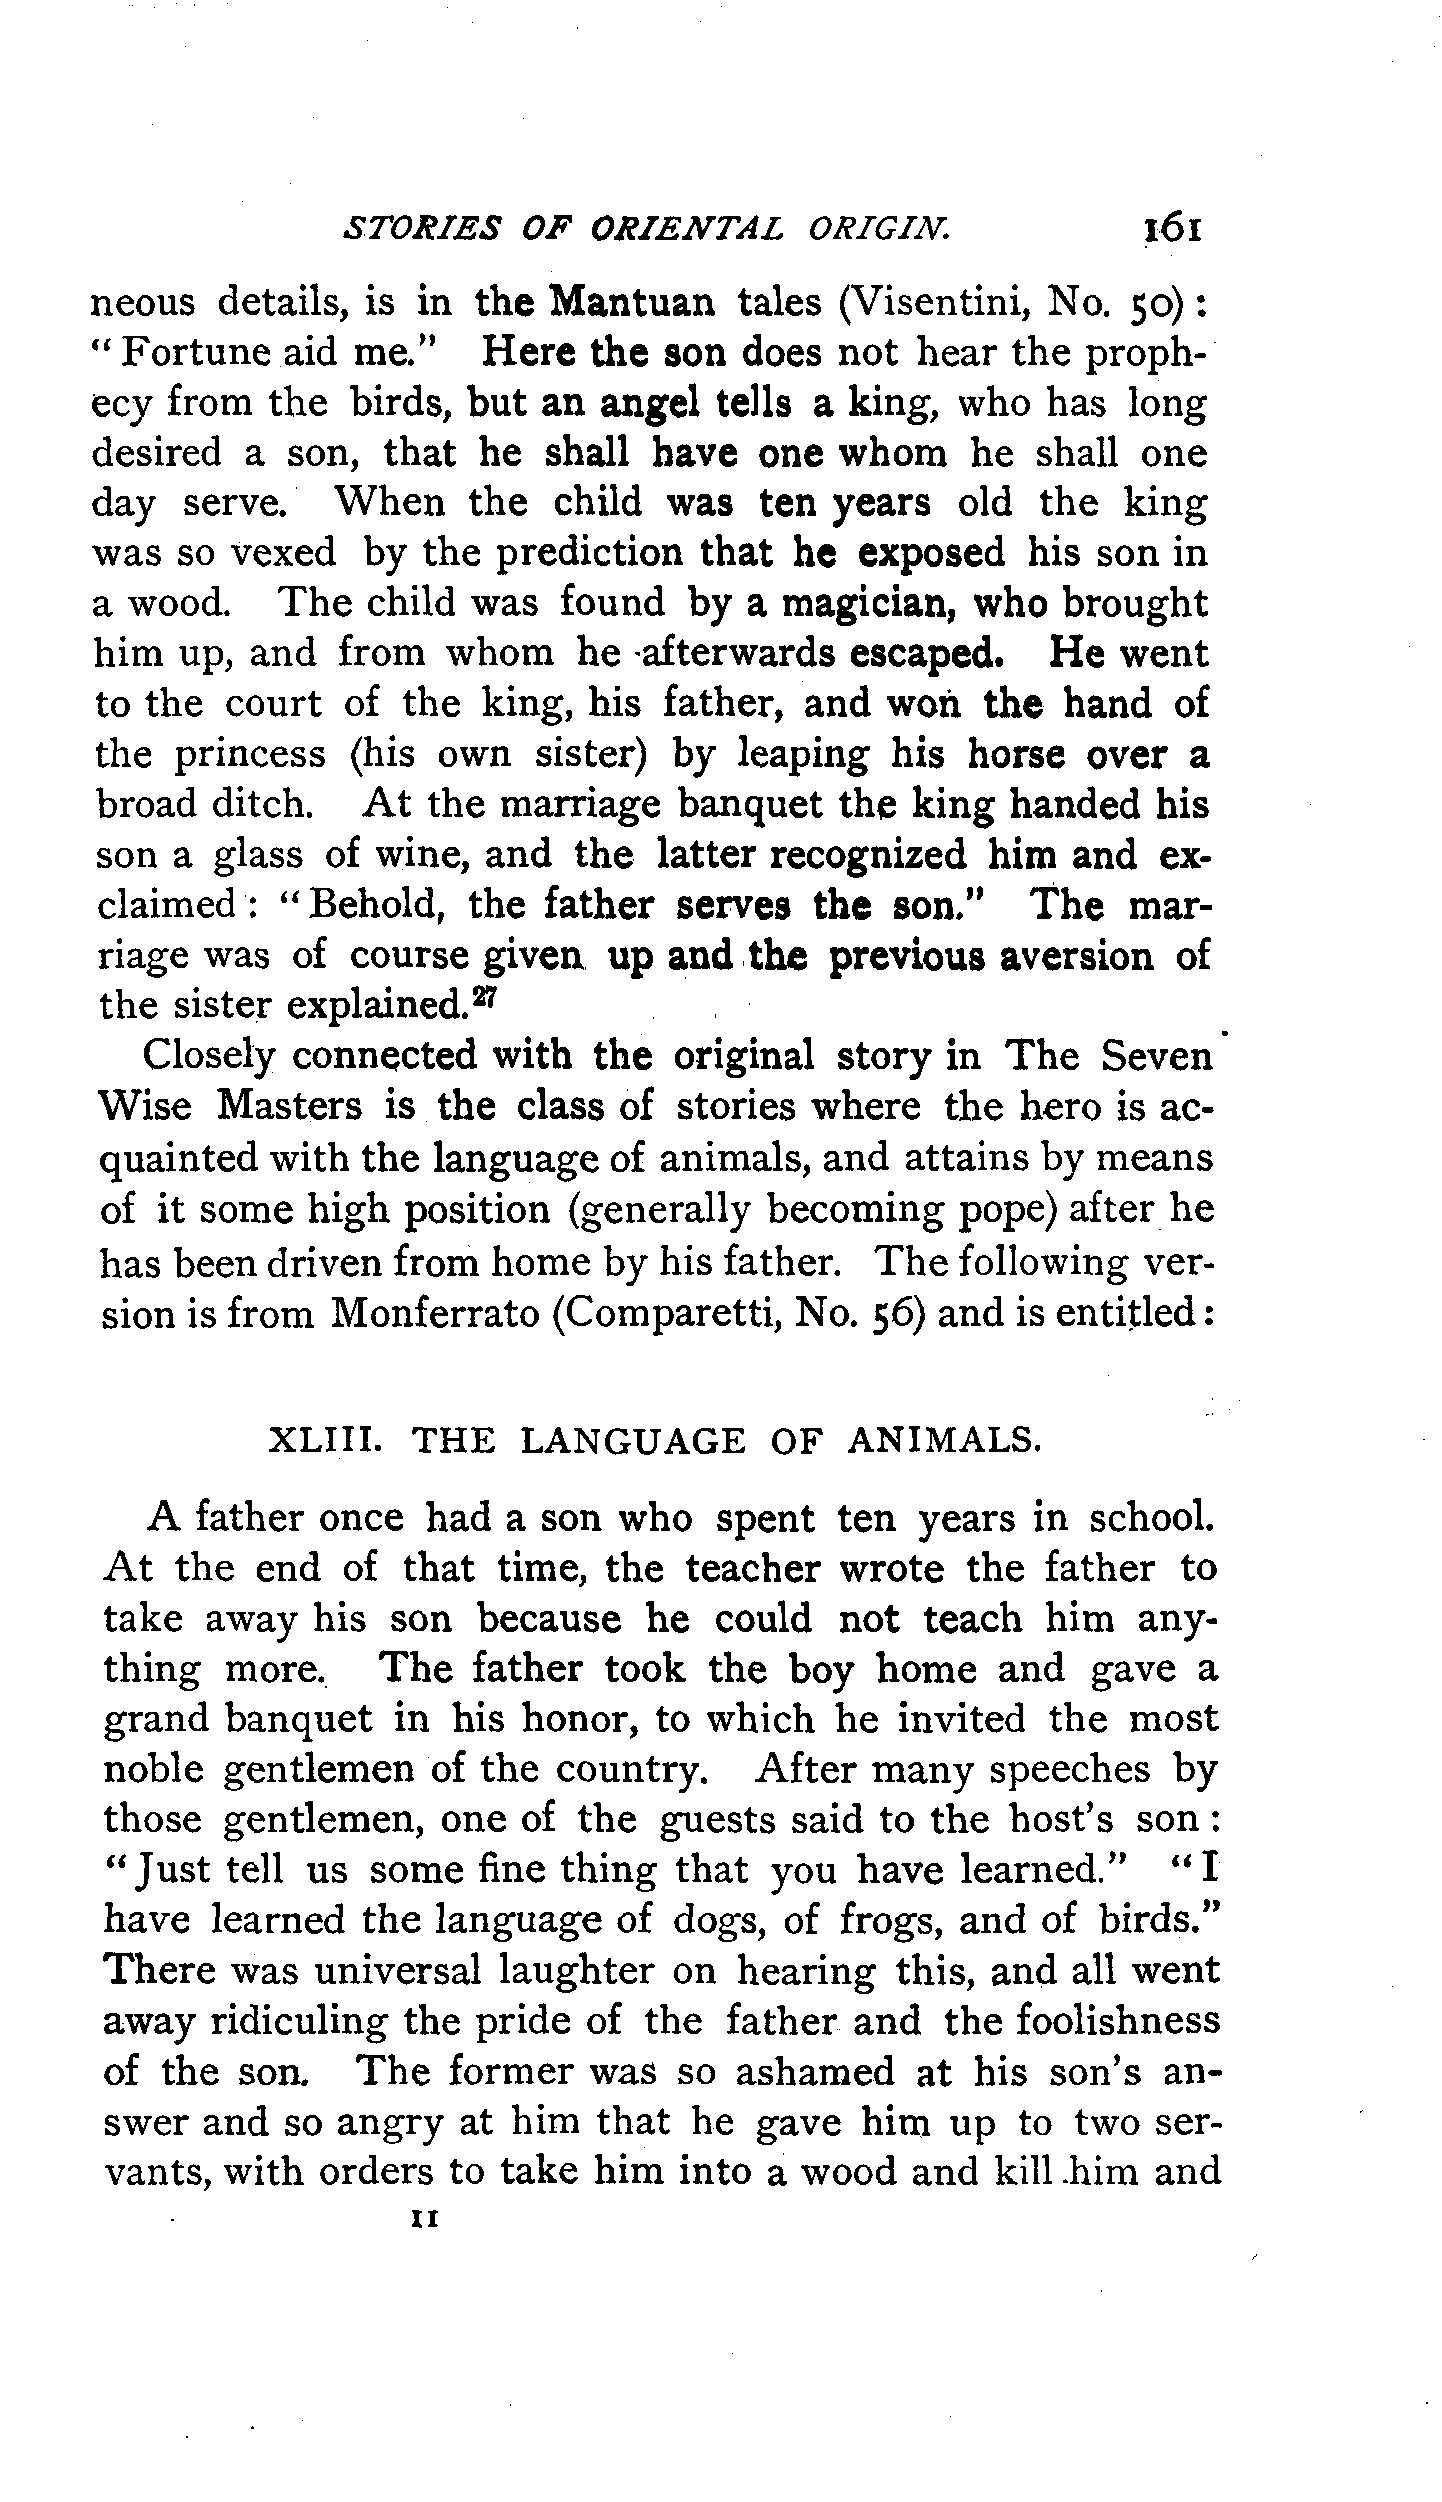 STORIES OF ORIENTAL ORIGIN. 161
neous details, is in the Mantuan tales (Visentini, No. 50) :
“ Fortune aid me.” Here the son does not hear the proph-
ecy from the birds, but an angel tells a king, who has long
desired a son, that he shall have one whom he shall one
day serve. When the child was ten years old the king
was so vexed by the prediction that he exposed his son in
a wood. The child was found by a magician, who brought
him up, and from whom he afterwards escaped. He went
to the court of the king, his father, and won the hand of
the princess (his own sister) by leaping his horse over a
broad ditch. At the marriage banquet the king handed his
son a glass of wine, and the latter recognized him and ex-
claimed : “ Behold, the father serves the son.” The mar-
riage was of course given up and the previous aversion of
the sister explained.²⁷
Closely connected with the original story in The Seven
Wise Masters is the class of stories where the hero is ac-
quainted with the language of animals, and attains by means
of it some high position (generally becoming pope) after he
has been driven from home by his father. The following ver-
sion is from Monferrato (Comparetti, No. 56) and is entitled :
XLIII. THE LANGUAGE OF ANIMALS.
A father once had a son who spent ten years in school.
At the end of that time, the teacher wrote the father to
take away his son because he could not teach him any-
thing more. The father took the boy home and gave a
grand banquet in his honor, to which he invited the most
noble gentlemen of the country. After many speeches by
those gentlemen, one of the guests said to the host's son :
“ Just tell us some fine thing that you have learned.” “ I
have learned the language of dogs, of frogs, and of birds.”
There was universal laughter on hearing this, and all went
away ridiculing the pride of the father and the foolishness
of the son. The former was so ashamed at his son's an-
swer and so angry at him that he gave him up to two ser-
vants, with orders to take him into a wood and kill him and
11